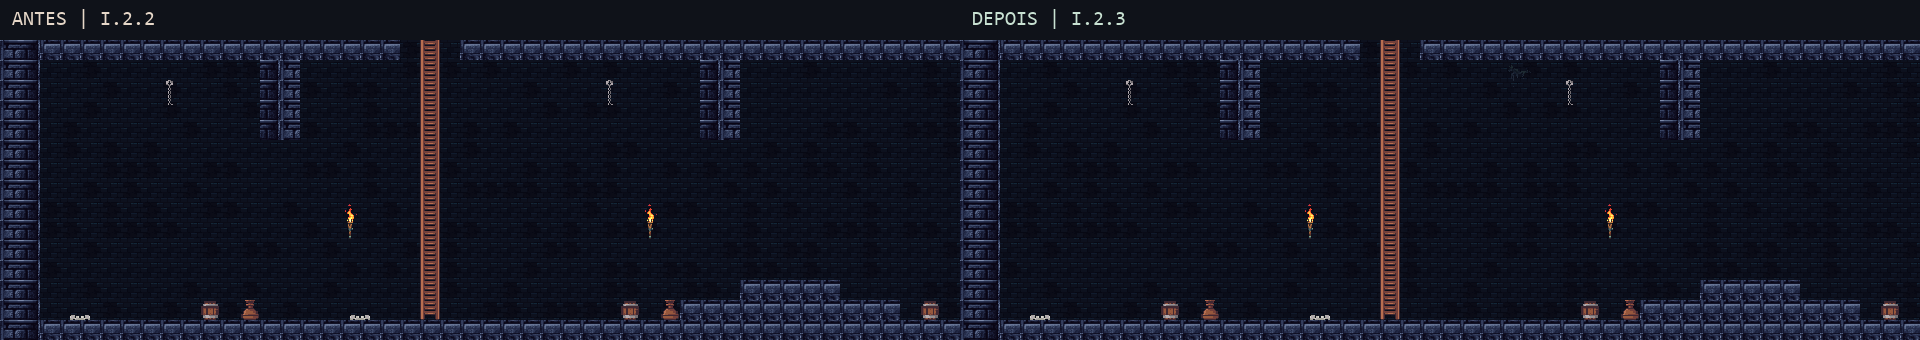 ANTES | I.2.2
DEPOIS | I.2.3